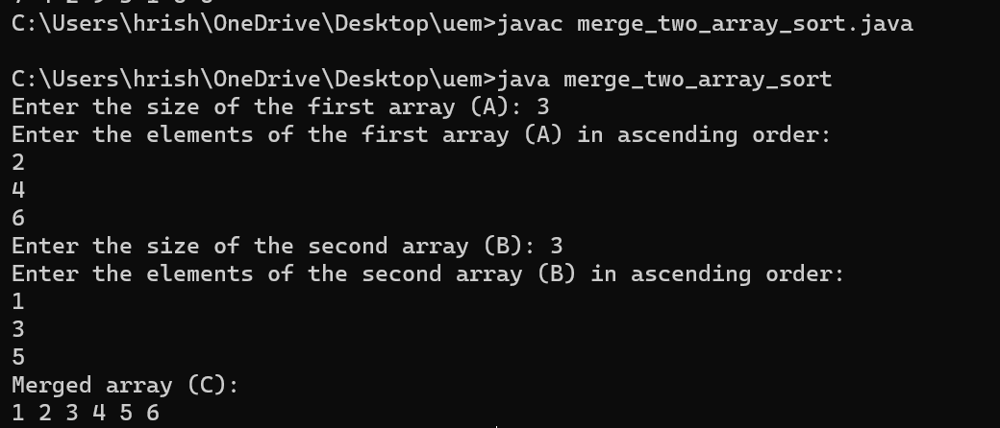 C:\Users\hrish\OneDrive\Desktop\uem>javac merge_two_array_sort.java
C:\Users\hrish\OneDrive\Desktop\uem>java merge_two_array_sort
Enter the size of the first array (A): 3
Enter the elements of the first array (A) in ascending order:
2
4
6
Enter the size of the second array (B): 3
Enter the elements of the second array (B) in ascending order:
1
3
5
Merged array (C):
1 2 3 4 5 6